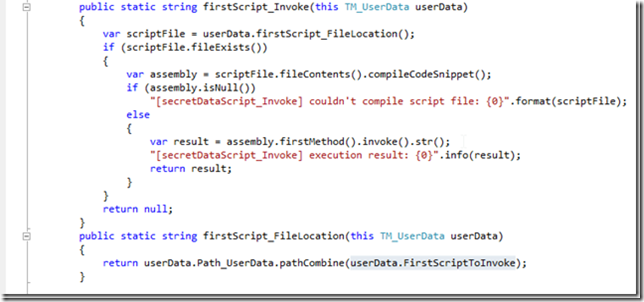 public static string firstScript_Invoke(this TM_UserData userData)
{
var scriptFile = userData.firstScript_FileLocation();
if (scriptFile.fileExists())
{
var assembly = scriptFile.fileContents().compileCodeSnippet();
if (assembly.isNull())
"[secretDataScript_Invoke] couldn't compile script file: {0}".format(scriptFile);
else
{
var result = assembly.firstMethod().invoke().str();
"[secretDataScript_Invoke] execution result: {0}".info(result);
return result;
}
}
return null;
}
public static string firstScript_FileLocation(this TM_UserData userData)
{
return userData.Path_UserData.pathCombine(userData.FirstScriptToInvoke);
}